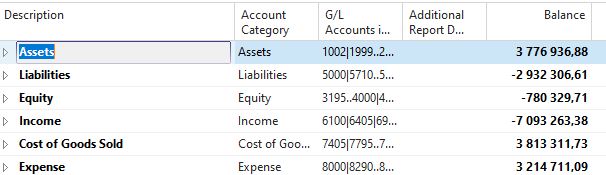 Description Account Category G/L Accounts i... Additional Report D... Balance
Assets Assets 1002|1999..2... 3 776 936,88
Liabilities Liabilities 5000|5710..5... -2 932 306,61
Equity Equity 3195..4000|4... -780 329,71
Income Income 6100|6405|69... -7 093 263,38
Cost of Goods Sold Cost of Goo... 7405|7795..7... 3 813 311,73
Expense Expense 8000|8290..8... 3 214 711,09